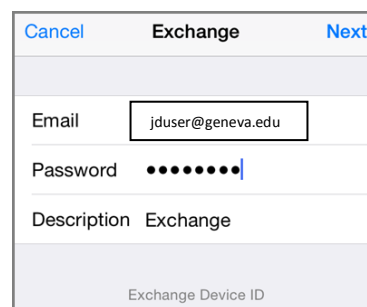 Cancel Exchange Next
Email jduser@geneva.edu
Password ••••••••
Description Exchange
Exchange Device ID